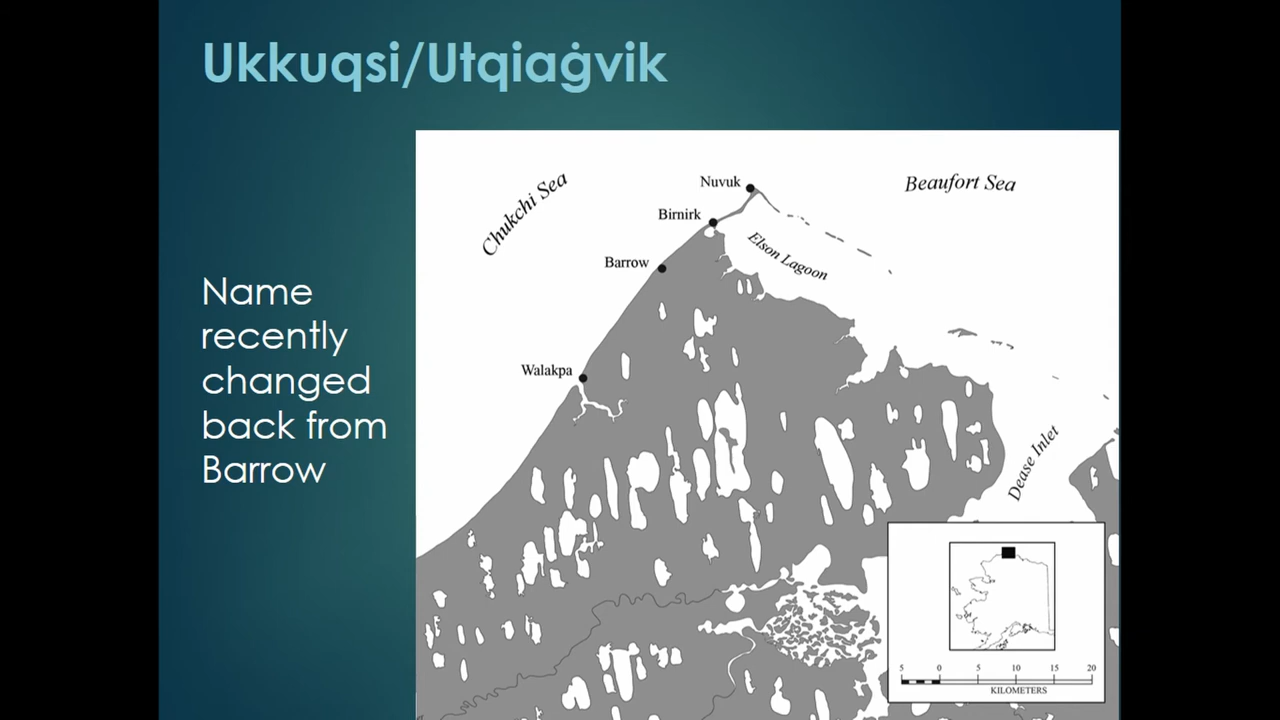 Ukkuqsi/Utqiaġvik
Name
recently
changed
back from
Barrow
Chukchi Sea
Beaufort Sea
Nuvuk
Birnirk
Elson Lagoon
Barrow
Walakpa
Dease Inlet
5 0 5 10 15 20
KILOMETERS